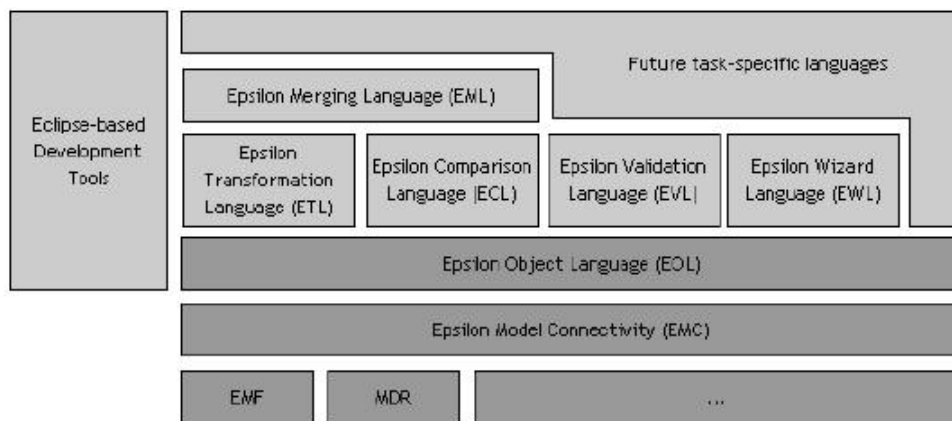 Future task-specific languages
Epsilon Merging Language (EML)
Eclipse-based
Development
Tools
Epsilon
Transformation
Language (ETL)
Epsilon Comparison
Language (ECL)
Epsilon Validation
Language (EVL)
Epsilon Wizard
Language (EWL)
Epsilon Object Language (EOL)
Epsilon Model Connectivity (EMC)
EMF
MDR
...